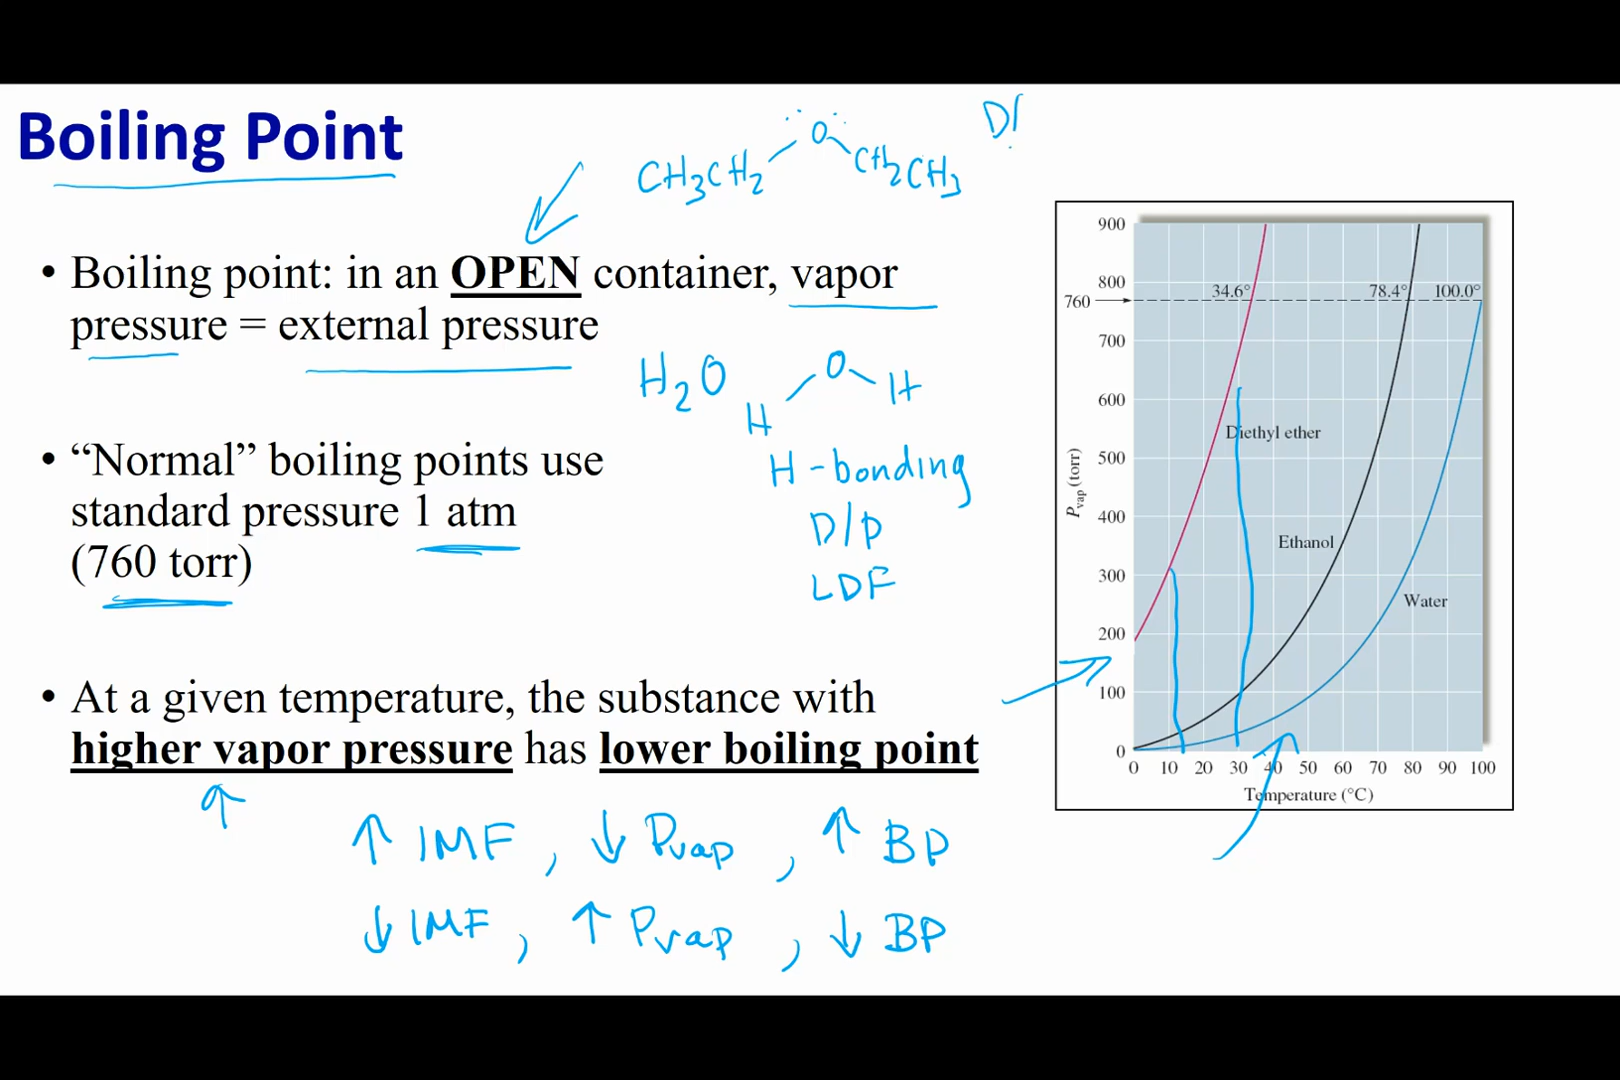 Boiling Point
CH₃CH₂ O CH₂CH₃
D/
• Boiling point: in an OPEN container, vapor
pressure = external pressure
H₂O H O H
• “Normal” boiling points use
standard pressure 1 atm
(760 torr)
H-bonding
D/p
LDF
• At a given temperature, the substance with
higher vapor pressure has lower boiling point
↑ IMF, ↓ Pvap, ↑ BP
↓ IMF, ↑ Pvap, ↓ BP
900
800
760
700
600
500
400
300
200
100
0
34.6° 78.4° 100.0°
Diethyl ether
Ethanol
Water
Pvap (torr)
0 10 20 30 40 50 60 70 80 90 100
Temperature (°C)